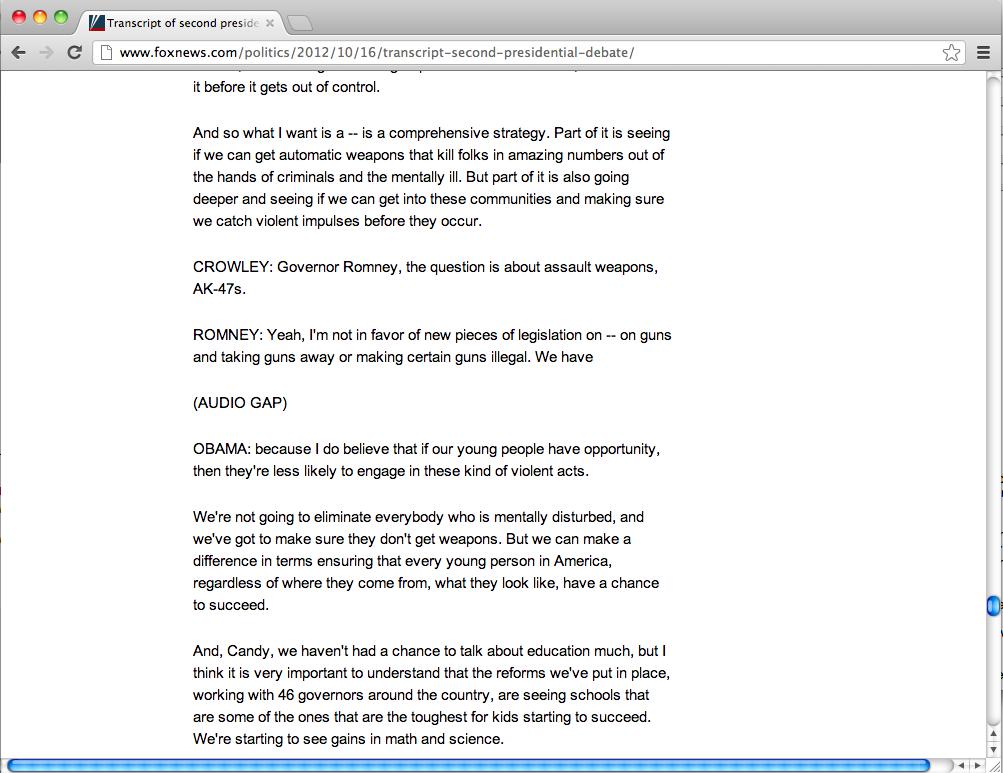 Transcript of second preside
www.foxnews.com/politics/2012/10/16/transcript-second-presidential-debate/
it before it gets out of control.
And so what I want is a -- is a comprehensive strategy. Part of it is seeing
if we can get automatic weapons that kill folks in amazing numbers out of
the hands of criminals and the mentally ill. But part of it is also going
deeper and seeing if we can get into these communities and making sure
we catch violent impulses before they occur.
CROWLEY: Governor Romney, the question is about assault weapons,
AK-47s.
ROMNEY: Yeah, I'm not in favor of new pieces of legislation on -- on guns
and taking guns away or making certain guns illegal. We have
(AUDIO GAP)
OBAMA: because I do believe that if our young people have opportunity,
then they're less likely to engage in these kind of violent acts.
We're not going to eliminate everybody who is mentally disturbed, and
we've got to make sure they don't get weapons. But we can make a
difference in terms ensuring that every young person in America,
regardless of where they come from, what they look like, have a chance
to succeed.
And, Candy, we haven't had a chance to talk about education much, but I
think it is very important to understand that the reforms we've put in place,
working with 46 governors around the country, are seeing schools that
are some of the ones that are the toughest for kids starting to succeed.
We're starting to see gains in math and science.